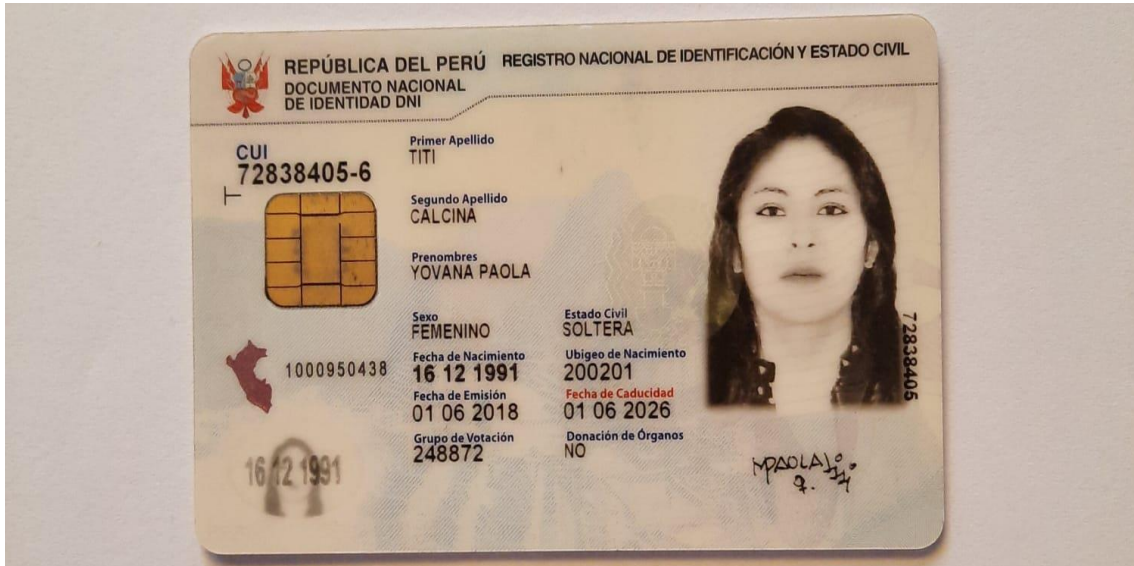 REPÚBLICA DEL PERÚ REGISTRO NACIONAL DE IDENTIFICACIÓN Y ESTADO CIVIL
DOCUMENTO NACIONAL
DE IDENTIDAD DNI
CUI
72838405-6
Primer Apellido
TITI
Segundo Apellido
CALCINA
Prenombres
YOVANA PAOLA
Sexo
FEMENINO
Estado Civil
SOLTERA
Fecha de Nacimiento
16 12 1991
Ubigeo de Nacimiento
200201
Fecha de Emisión
01 06 2018
Fecha de Caducidad
01 06 2026
Grupo de Votación
248872
Donación de Órganos
NO
1000950438
16 12 1991
72838405